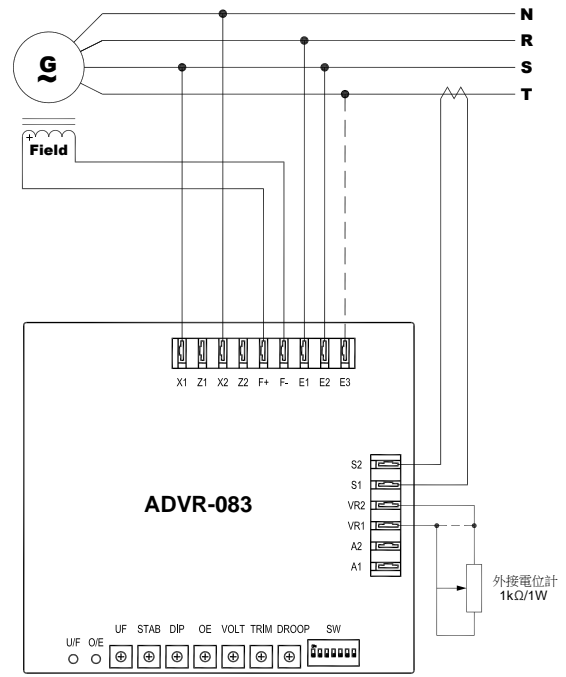 N
R
S
T
G
~
+
Field
X1 Z1 X2 Z2 F+ F- E1 E2 E3
S2
S1
ADVR-083
VR2
VR1
A2
A1
外接電位計
1kΩ/1W
UF STAB DIP OE VOLT TRIM DROOP SW
U/F O/E